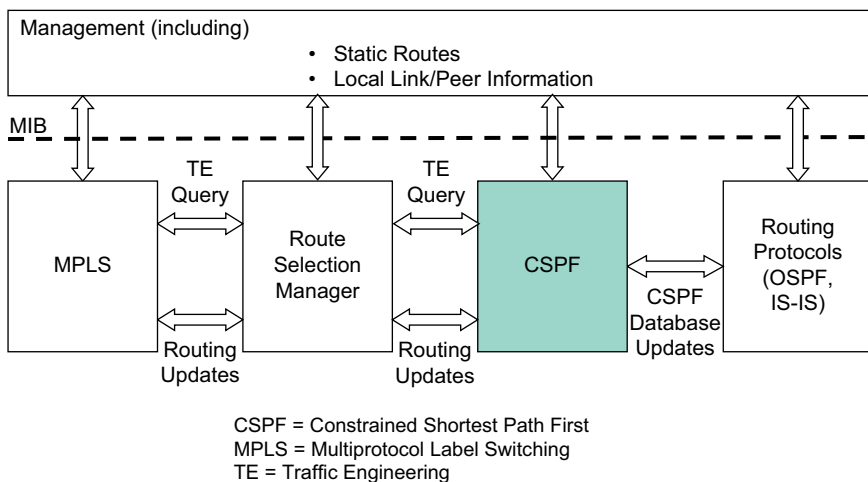 Management (including)
• Static Routes
• Local Link/Peer Information
MIB
TE
Query
TE
Query
MPLS
Route
Selection
Manager
CSPF
Routing
Protocols
(OSPF,
IS-IS)
Routing
Updates
Routing
Updates
CSPF
Database
Updates
CSPF = Constrained Shortest Path First
MPLS = Multiprotocol Label Switching
TE = Traffic Engineering